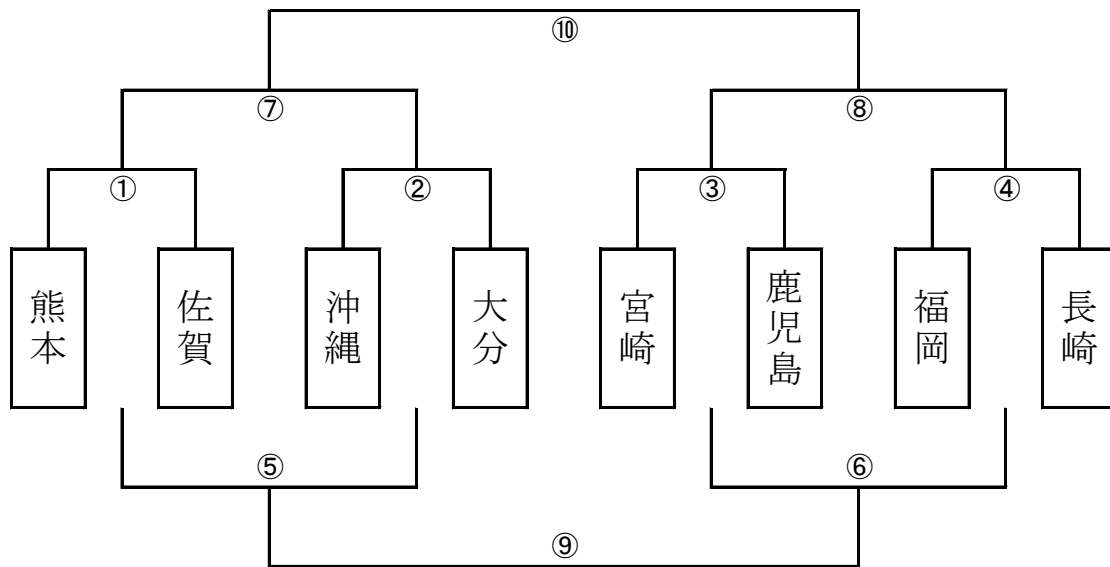 ⑩
⑦
⑧
①
②
③
④
熊本
佐賀
沖縄
大分
宮崎
鹿児島
福岡
長崎
⑤
⑥
⑨